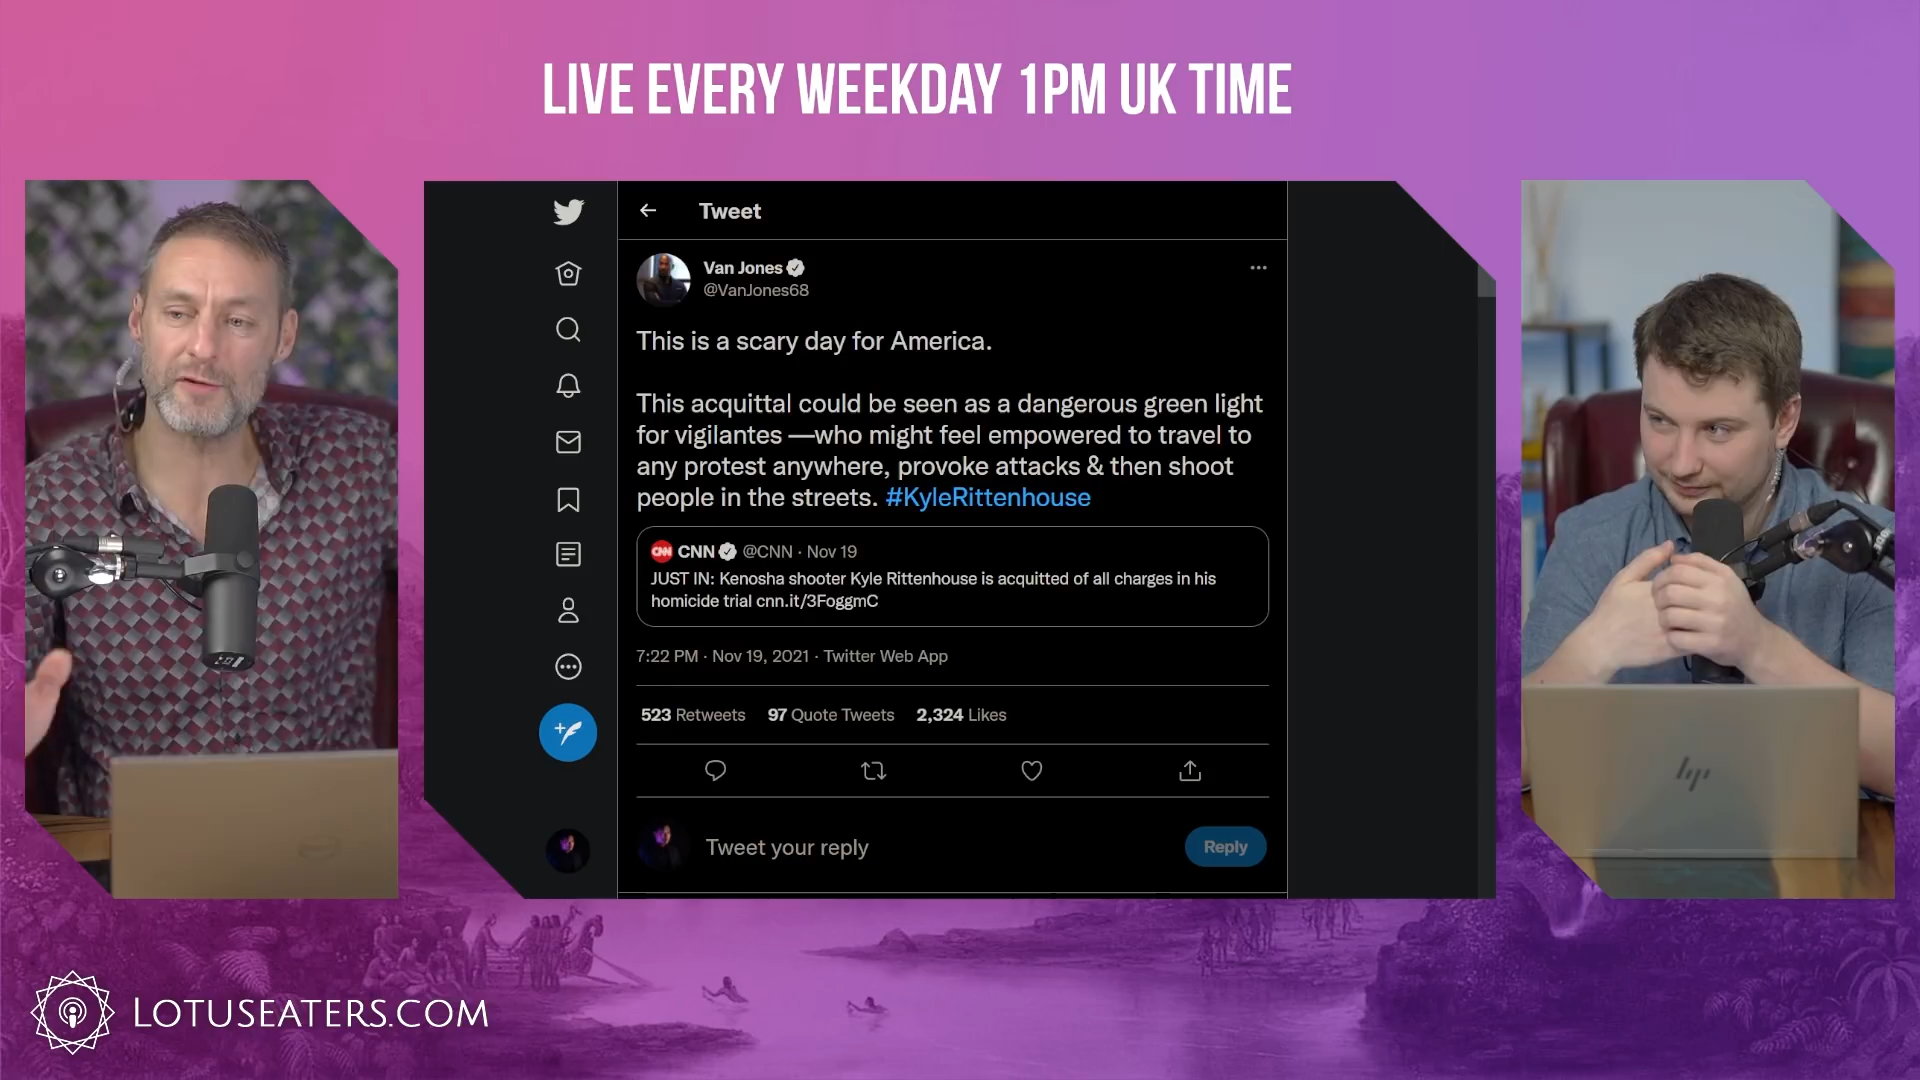 LIVE EVERY WEEKDAY 1PM UK TIME
Tweet
Van Jones
@VanJones68
This is a scary day for America.
This acquittal could be seen as a dangerous green light
for vigilantes —who might feel empowered to travel to
any protest anywhere, provoke attacks & then shoot
people in the streets. #KyleRittenhouse
CNN CNN @CNN · Nov 19
JUST IN: Kenosha shooter Kyle Rittenhouse is acquitted of all charges in his
homicide trial cnn.it/3FoggmC
7:22 PM · Nov 19, 2021 · Twitter Web App
523 Retweets 97 Quote Tweets 2,324 Likes
Tweet your reply
Reply
hp
LOTUSEATERS.COM